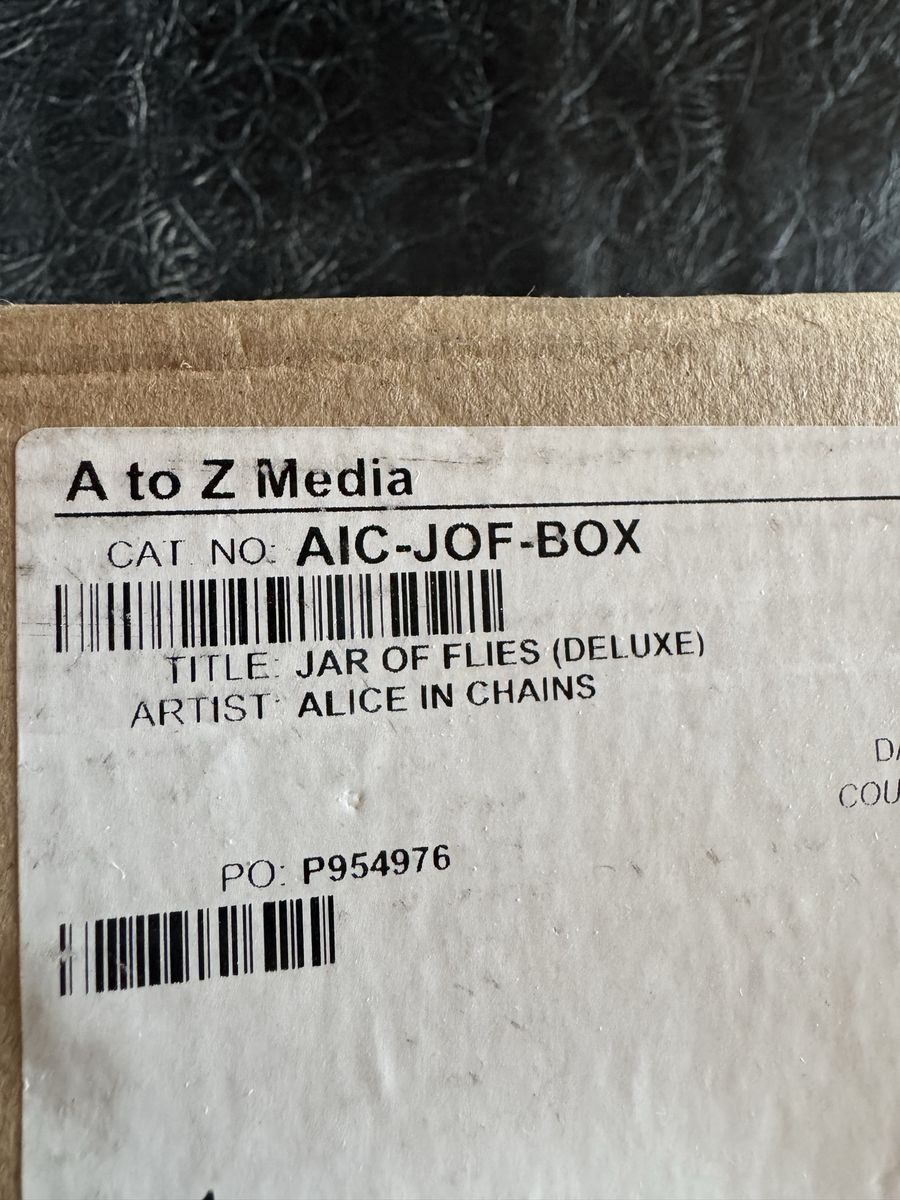 A to Z Media
CAT. NO: AIC-JOF-BOX
TITLE: JAR OF FLIES (DELUXE)
ARTIST: ALICE IN CHAINS
PO: P954976